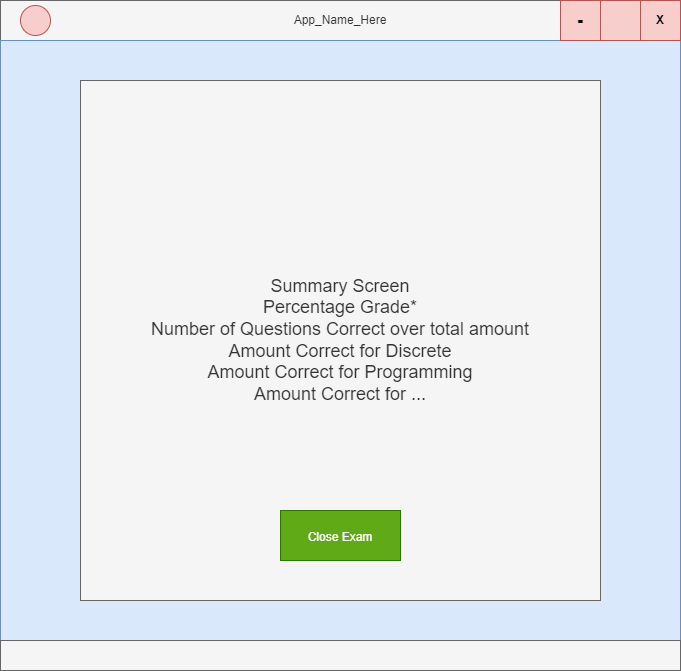 App_Name_Here
-
X
Summary Screen
Percentage Grade*
Number of Questions Correct over total amount
Amount Correct for Discrete
Amount Correct for Programming
Amount Correct for ...
Close Exam